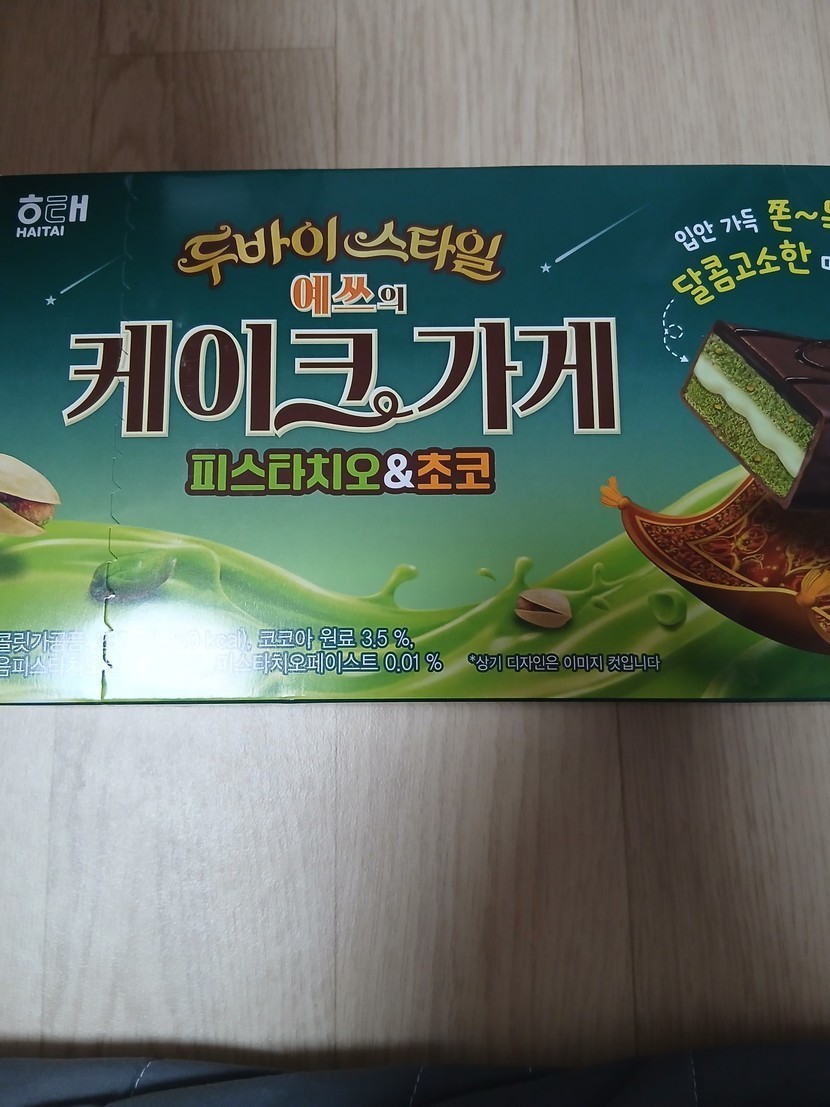 해태
HAITAI
두바이 스타일
예쓰의
케이크 가게
피스타치오&초코
입안 가득 쫀~
달콤고소한
kcal), 코코아 원료 3.5 %,
피스타치오페이스트 0.01 % *상기 디자인은 이미지 컷입니다